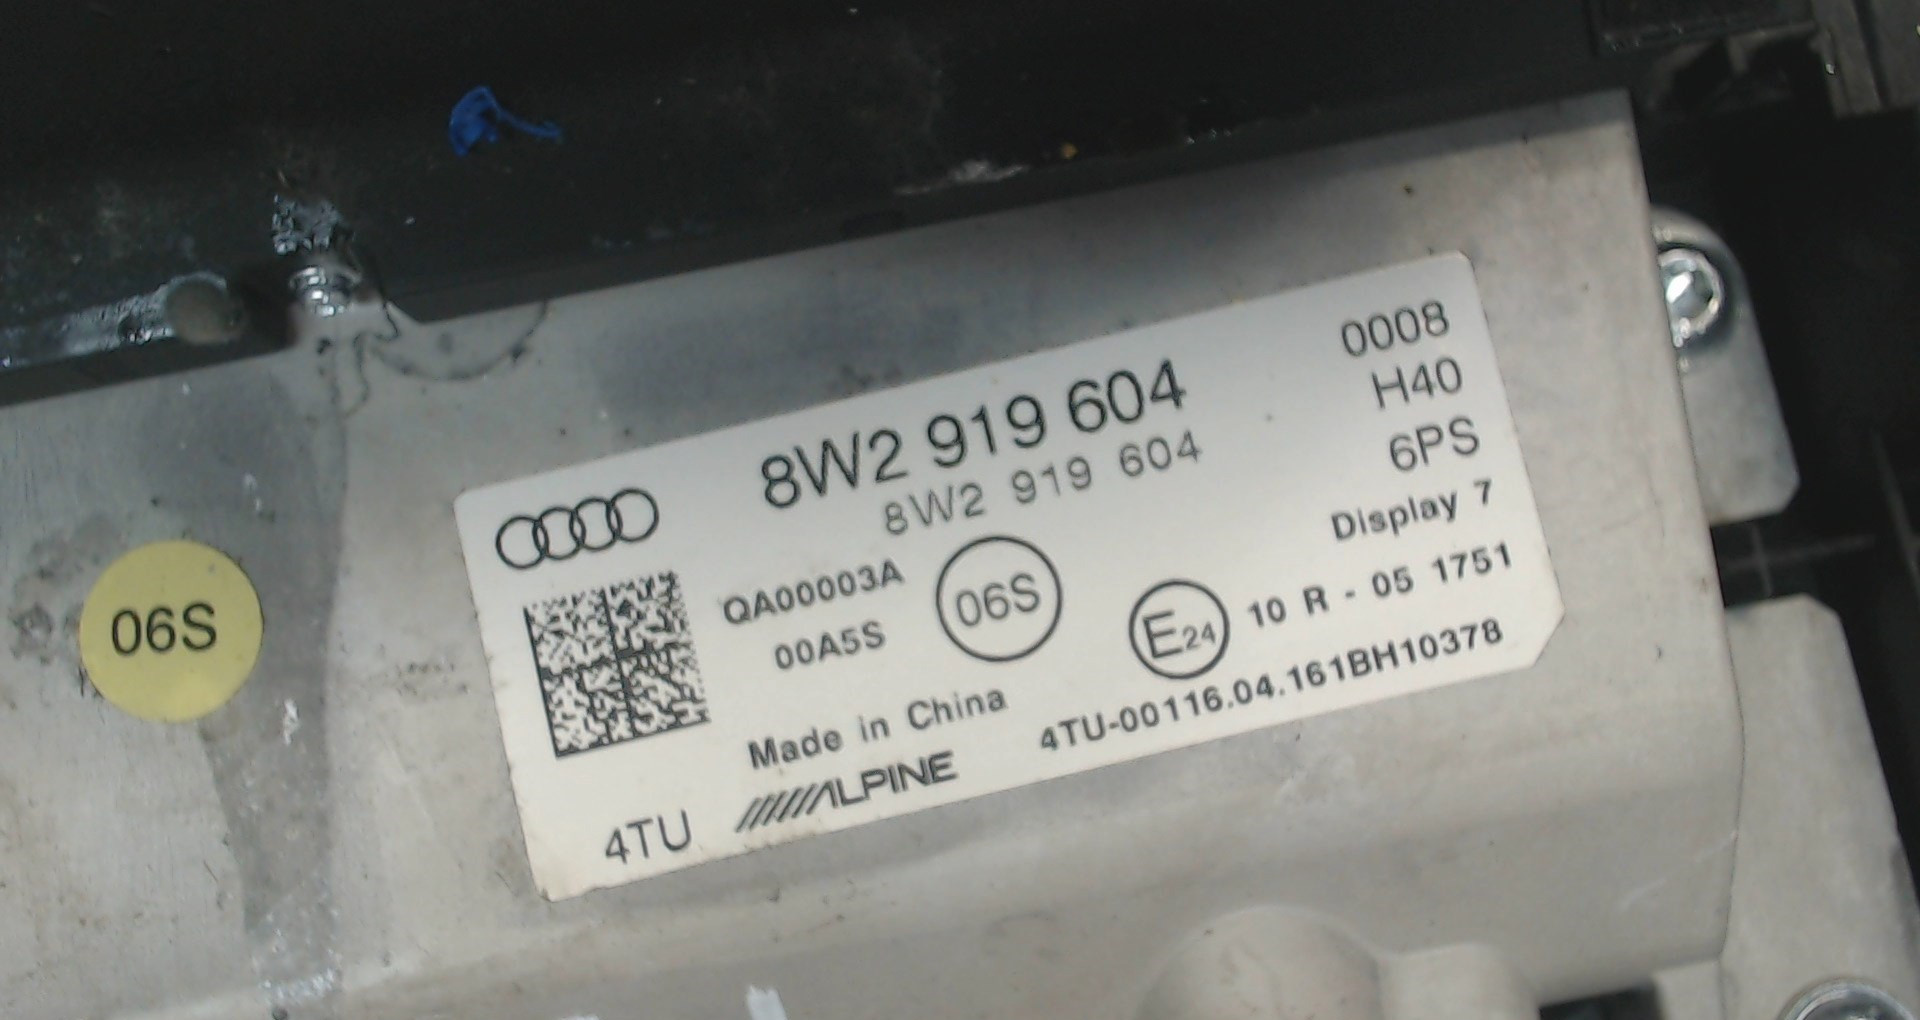 8W2 919 604
8W2 919 604
0008
H40
6PS
Display 7
QA00003A
00A5S
06S
E24
10 R - 05 1751
Made in China
4TU-00116.04.161BH10378
4TU
ALPINE
06S